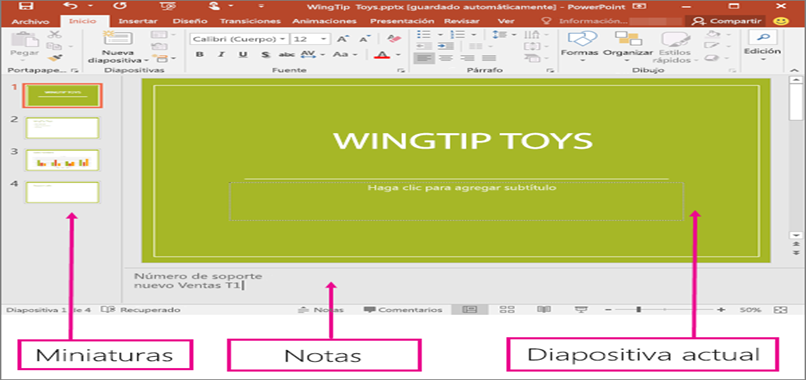 WingTip Toys.pptx [guardado automáticamente] - PowerPoint
Archivo Inicio Insertar Diseño Transiciones Animaciones Presentación Revisar Ver Información... Compartir
Pegar Nueva diapositiva Calibri (Cuerpo) 12 A A
N K S S abc AV Aa A
Formas Organizar Estilos rápidos Edición
Portapape... Diapositivas Fuente Párrafo Dibujo
1
2
3
4
WINGTIP TOYS
Haga clic para agregar subtítulo
Número de soporte
nuevo Ventas T1
Diapositiva 1 de 4 Recuperado Notas Comentarios 50%
Miniaturas Notas Diapositiva actual